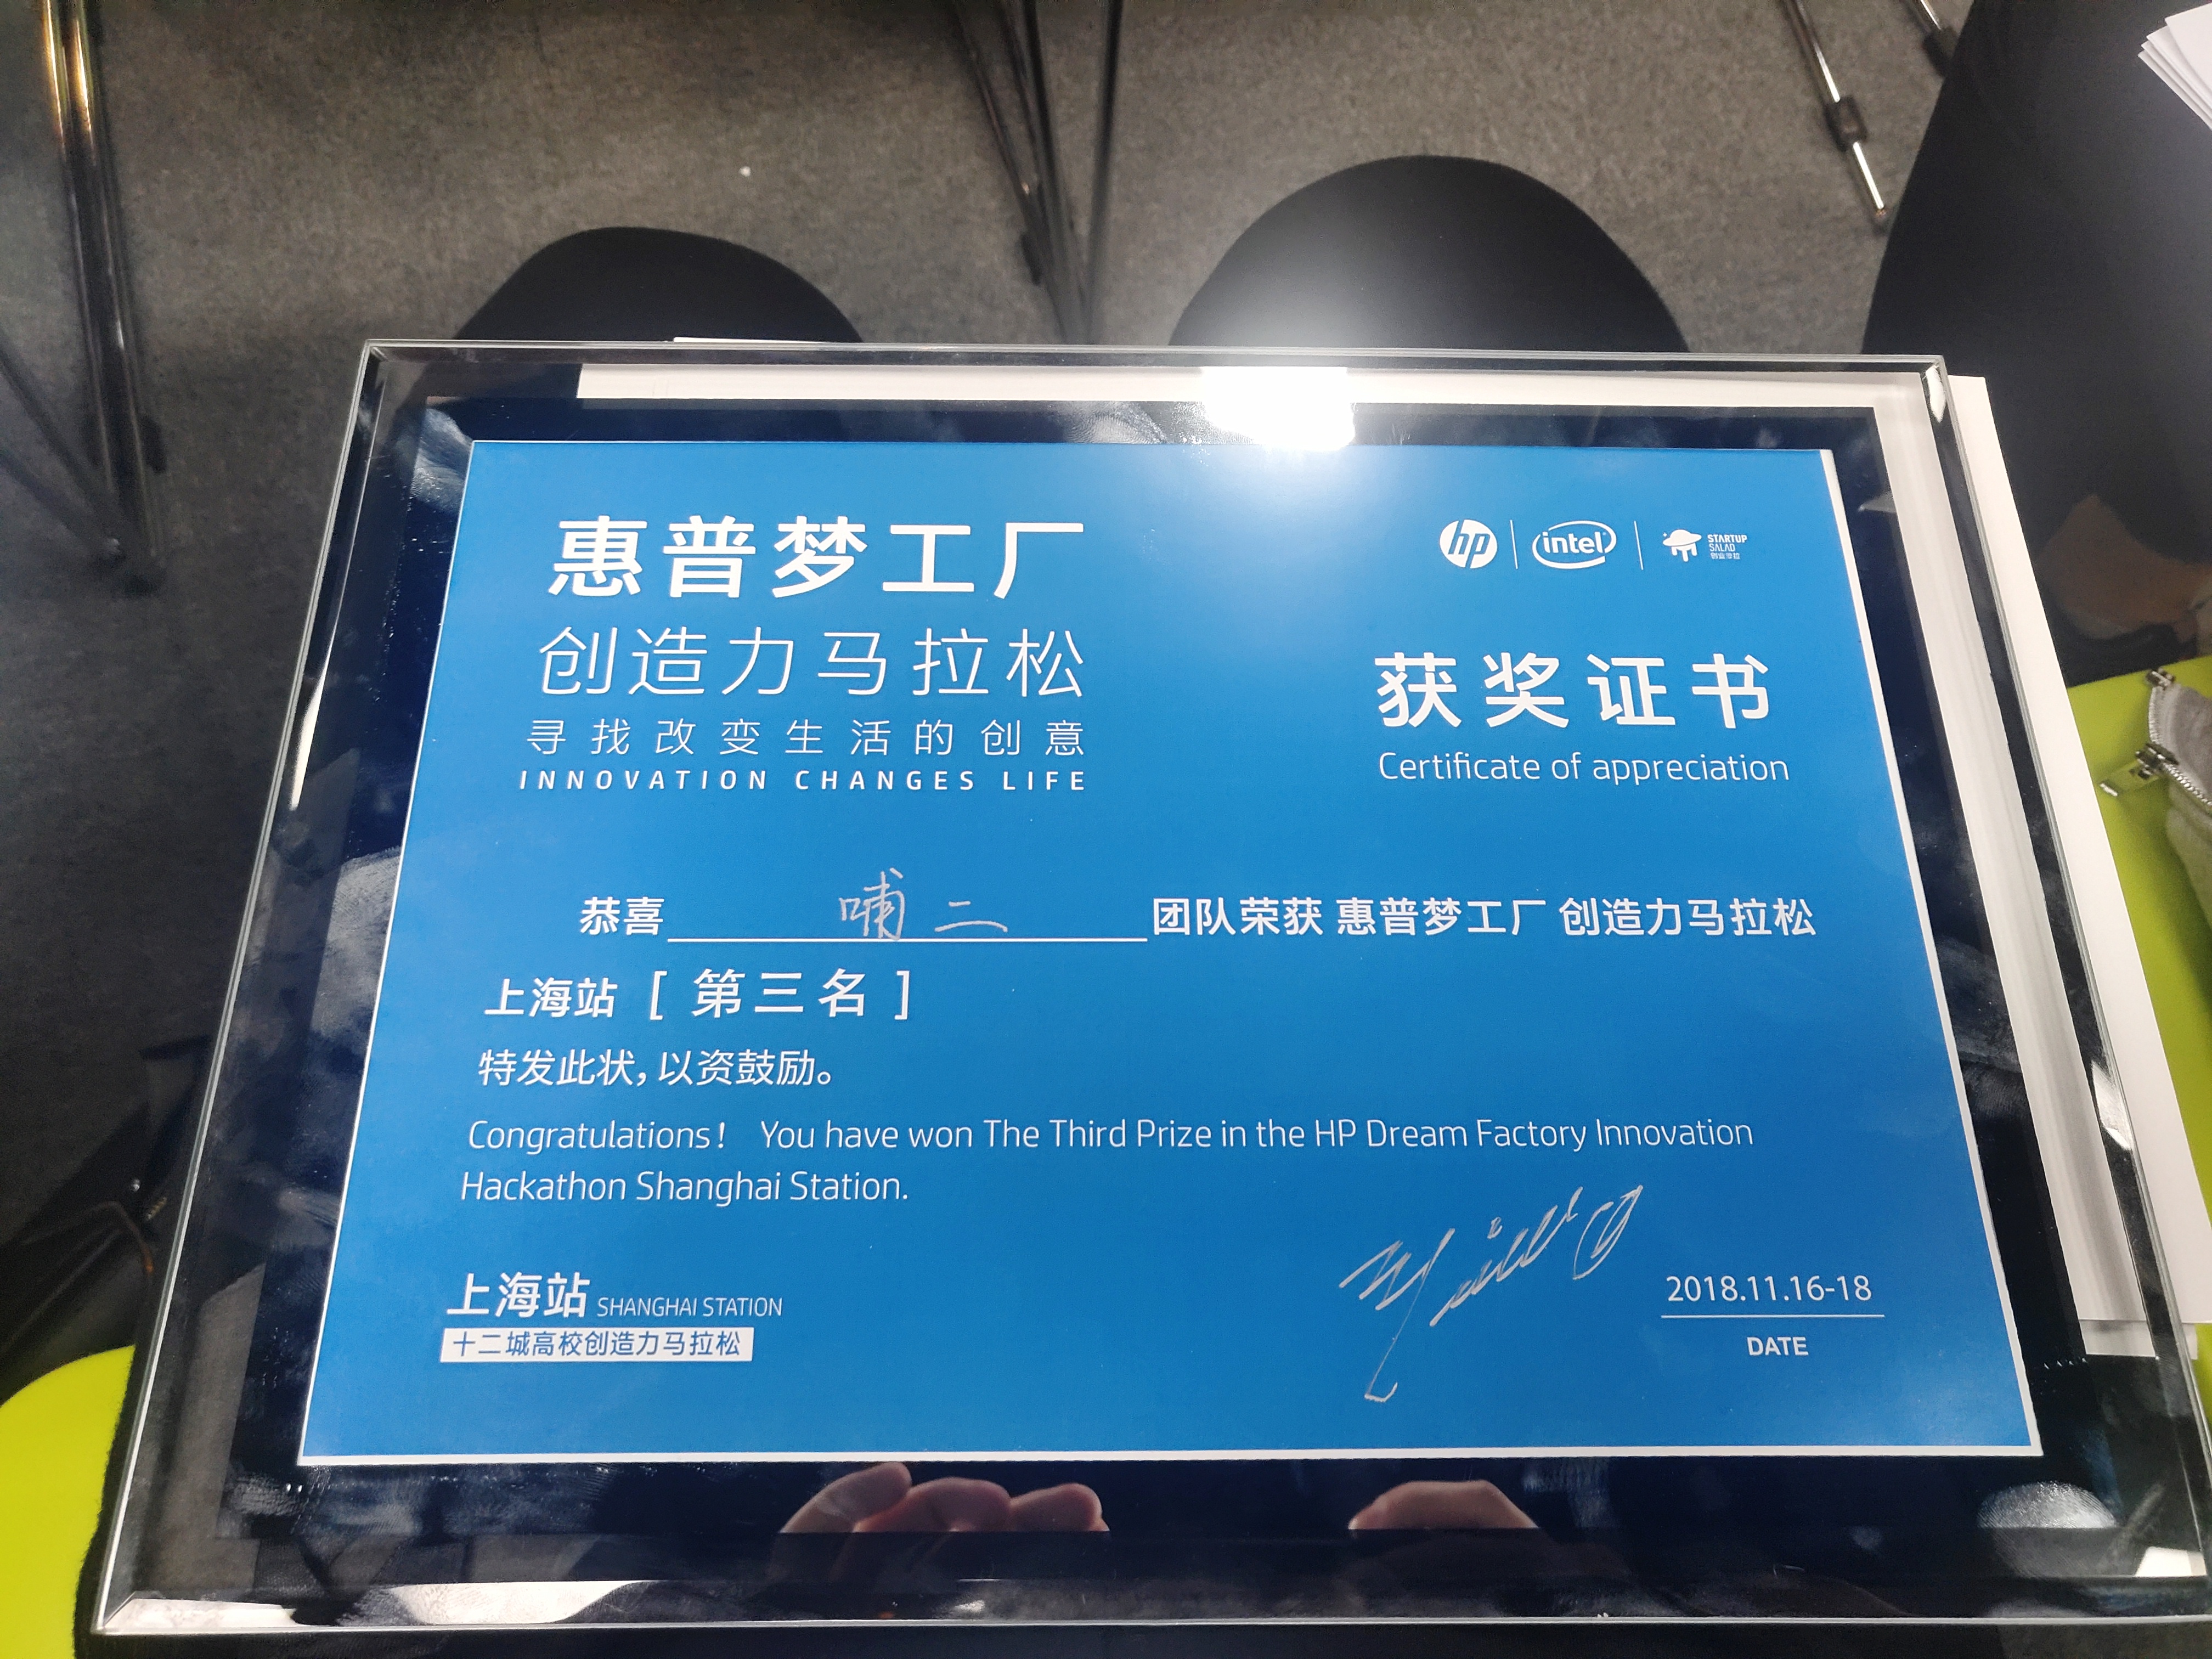 惠普梦工厂
创造力马拉松
寻找改变生活的创意
INNOVATION CHANGES LIFE
hp intel STARTUP
SALAD
创业沙拉
获奖证书
Certificate of appreciation
恭喜 哺二 团队荣获 惠普梦工厂 创造力马拉松
上海站 [ 第三名 ]
特发此状，以资鼓励。
Congratulations! You have won The Third Prize in the HP Dream Factory Innovation
Hackathon Shanghai Station.
上海站 SHANGHAI STATION
十二城高校创造力马拉松
2018.11.16-18
DATE